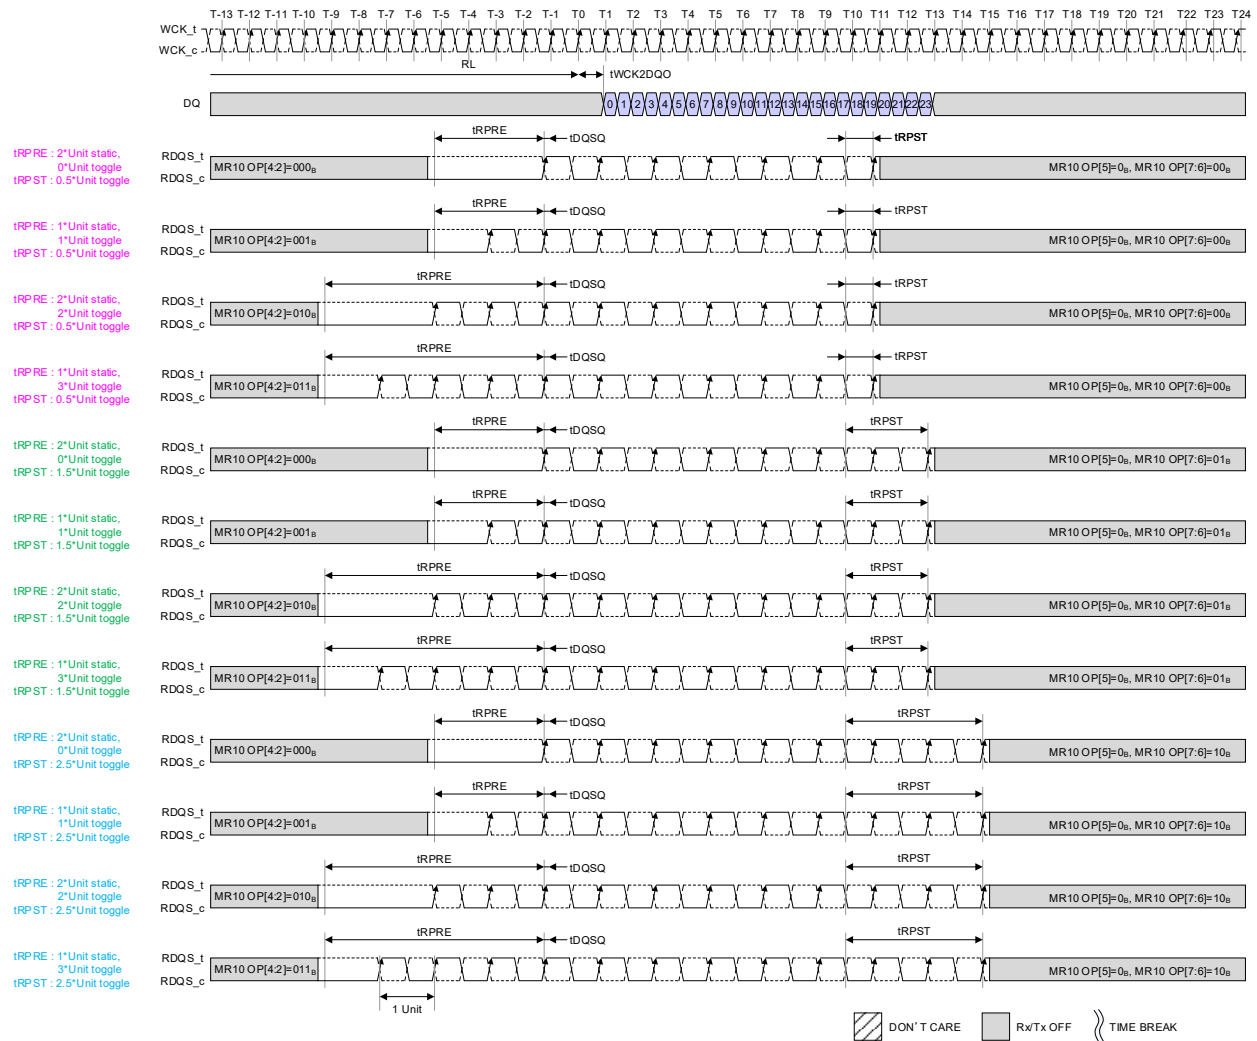 T-13 T-12 T-11 T-10 T-9 T-8 T-7 T-6 T-5 T-4 T-3 T-2 T-1 T0 T1 T2 T3 T4 T5 T6 T7 T8 T9 T10 T11 T12 T13 T14 T15 T16 T17 T18 T19 T20 T21 T22 T23 T24
WCK_t
WCK_c
RL
tWCK2DQO
DQ
0 1 2 3 4 5 6 7 8 9 10 11 12 13 14 15 16 17 18 19 20 21 22 23
tRPRE tDQSQ tRPST
tRPRE : 2*Unit static,
0*Unit toggle
tRPST : 0.5*Unit toggle
RDQS_t
RDQS_c
MR10 OP[4:2]=000B
MR10 OP[5]=0B, MR10 OP[7:6]=00B
tRPRE tDQSQ tRPST
tRPRE : 1*Unit static,
1*Unit toggle
tRPST : 0.5*Unit toggle
RDQS_t
RDQS_c
MR10 OP[4:2]=001B
MR10 OP[5]=0B, MR10 OP[7:6]=00B
tRPRE tDQSQ tRPST
tRPRE : 2*Unit static,
2*Unit toggle
tRPST : 0.5*Unit toggle
RDQS_t
RDQS_c
MR10 OP[4:2]=010B
MR10 OP[5]=0B, MR10 OP[7:6]=00B
tRPRE tDQSQ tRPST
tRPRE : 1*Unit static,
3*Unit toggle
tRPST : 0.5*Unit toggle
RDQS_t
RDQS_c
MR10 OP[4:2]=011B
MR10 OP[5]=0B, MR10 OP[7:6]=00B
tRPRE tDQSQ tRPST
tRPRE : 2*Unit static,
0*Unit toggle
tRPST : 1.5*Unit toggle
RDQS_t
RDQS_c
MR10 OP[4:2]=000B
MR10 OP[5]=0B, MR10 OP[7:6]=01B
tRPRE tDQSQ tRPST
tRPRE : 1*Unit static,
1*Unit toggle
tRPST : 1.5*Unit toggle
RDQS_t
RDQS_c
MR10 OP[4:2]=001B
MR10 OP[5]=0B, MR10 OP[7:6]=01B
tRPRE tDQSQ tRPST
tRPRE : 2*Unit static,
2*Unit toggle
tRPST : 1.5*Unit toggle
RDQS_t
RDQS_c
MR10 OP[4:2]=010B
MR10 OP[5]=0B, MR10 OP[7:6]=01B
tRPRE tDQSQ tRPST
tRPRE : 1*Unit static,
3*Unit toggle
tRPST : 1.5*Unit toggle
RDQS_t
RDQS_c
MR10 OP[4:2]=011B
MR10 OP[5]=0B, MR10 OP[7:6]=01B
tRPRE tDQSQ tRPST
tRPRE : 2*Unit static,
0*Unit toggle
tRPST : 2.5*Unit toggle
RDQS_t
RDQS_c
MR10 OP[4:2]=000B
MR10 OP[5]=0B, MR10 OP[7:6]=10B
tRPRE tDQSQ tRPST
tRPRE : 1*Unit static,
1*Unit toggle
tRPST : 2.5*Unit toggle
RDQS_t
RDQS_c
MR10 OP[4:2]=001B
MR10 OP[5]=0B, MR10 OP[7:6]=10B
tRPRE tDQSQ tRPST
tRPRE : 2*Unit static,
2*Unit toggle
tRPST : 2.5*Unit toggle
RDQS_t
RDQS_c
MR10 OP[4:2]=010B
MR10 OP[5]=0B, MR10 OP[7:6]=10B
tRPRE tDQSQ tRPST
tRPRE : 1*Unit static,
3*Unit toggle
tRPST : 2.5*Unit toggle
RDQS_t
RDQS_c
MR10 OP[4:2]=011B
MR10 OP[5]=0B, MR10 OP[7:6]=10B
1 Unit
DON'T CARE Rx/Tx OFF TIME BREAK